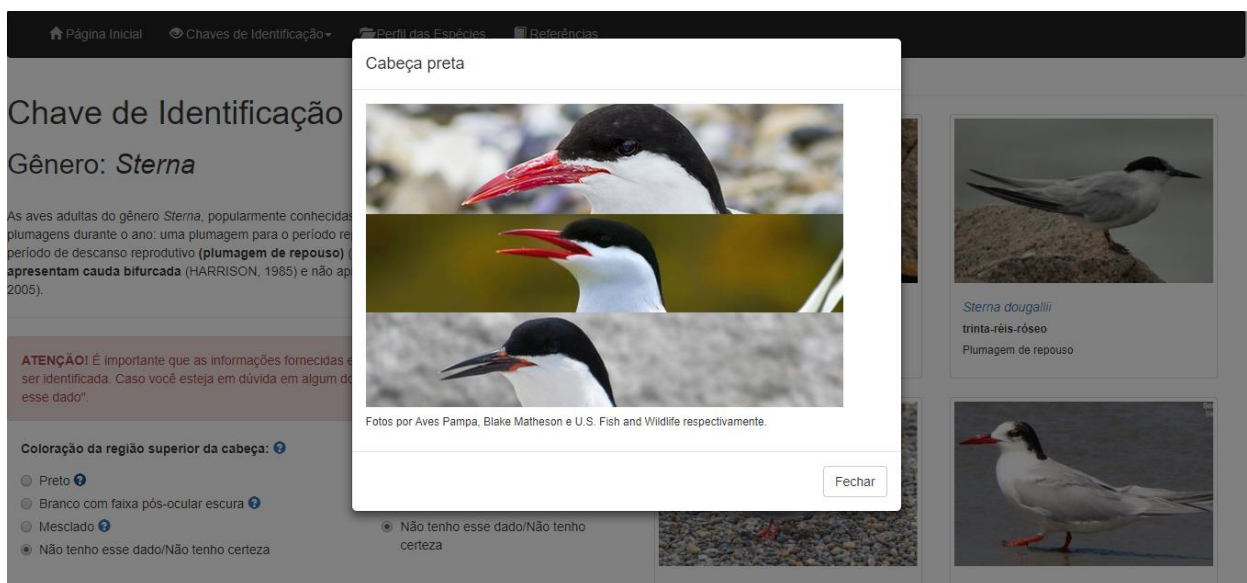 Página Inicial Chaves de Identificação Perfil das Espécies Referências
Cabeça preta
Fotos por Aves Pampa, Blake Matheson e U.S. Fish and Wildlife respectivamente.
Fechar
Chave de Identificação
Gênero: Sterna
As aves adultas do gênero Sterna, popularmente conhecidas
plumagens durante o ano: uma plumagem para o período re
período de descanso reprodutivo (plumagem de repouso) (
apresentam cauda bifurcada (HARRISON, 1985) e não ap
2005).
ATENÇÃO! É importante que as informações fornecidas e
ser identificada. Caso você esteja em dúvida em algum do
esse dado".
Coloração da região superior da cabeça:
Preto
Branco com faixa pós-ocular escura
Mesclado
Não tenho esse dado/Não tenho certeza
Não tenho esse dado/Não tenho
certeza
Sterna dougallii
trinta-réis-róseo
Plumagem de repouso